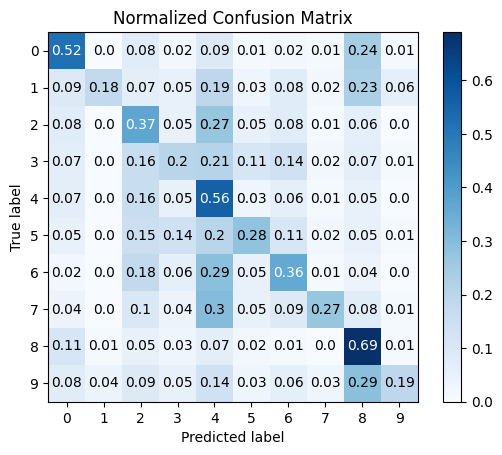 Normalized Confusion Matrix
0 0.52 0.0 0.08 0.02 0.09 0.01 0.02 0.01 0.24 0.01
1 0.09 0.18 0.07 0.05 0.19 0.03 0.08 0.02 0.23 0.06
2 0.08 0.0 0.37 0.05 0.27 0.05 0.08 0.01 0.06 0.0
3 0.07 0.0 0.16 0.2 0.21 0.11 0.14 0.02 0.07 0.01
4 0.07 0.0 0.16 0.05 0.56 0.03 0.06 0.01 0.05 0.0
5 0.05 0.0 0.15 0.14 0.2 0.28 0.11 0.02 0.05 0.01
6 0.02 0.0 0.18 0.06 0.29 0.05 0.36 0.01 0.04 0.0
7 0.04 0.0 0.1 0.04 0.3 0.05 0.09 0.27 0.08 0.01
8 0.11 0.01 0.05 0.03 0.07 0.02 0.01 0.0 0.69 0.01
9 0.08 0.04 0.09 0.05 0.14 0.03 0.06 0.03 0.29 0.19
0 1 2 3 4 5 6 7 8 9
Predicted label
True label
0.6
0.5
0.4
0.3
0.2
0.1
0.0